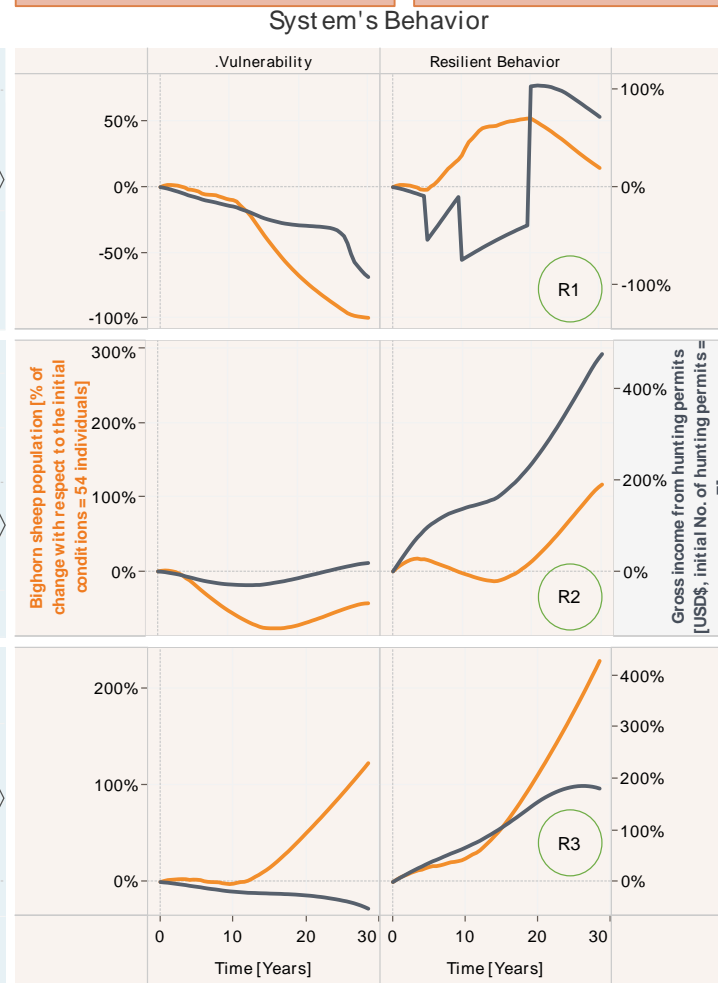 System's Behavior
.Vulnerability
Resilient Behavior
50%
0%
-50%
-100%
100%
0%
-100%
R1
Bighorn sheep population [% of
change with respect to the initial
conditions = 54 individuals]
300%
200%
100%
0%
400%
200%
0%
R2
Gross income from hunting permits
[USD$, initial No. of hunting permits =
200%
100%
0%
400%
300%
200%
100%
0%
R3
0
10
20
30
0
10
20
30
Time [Years]
Time [Years]